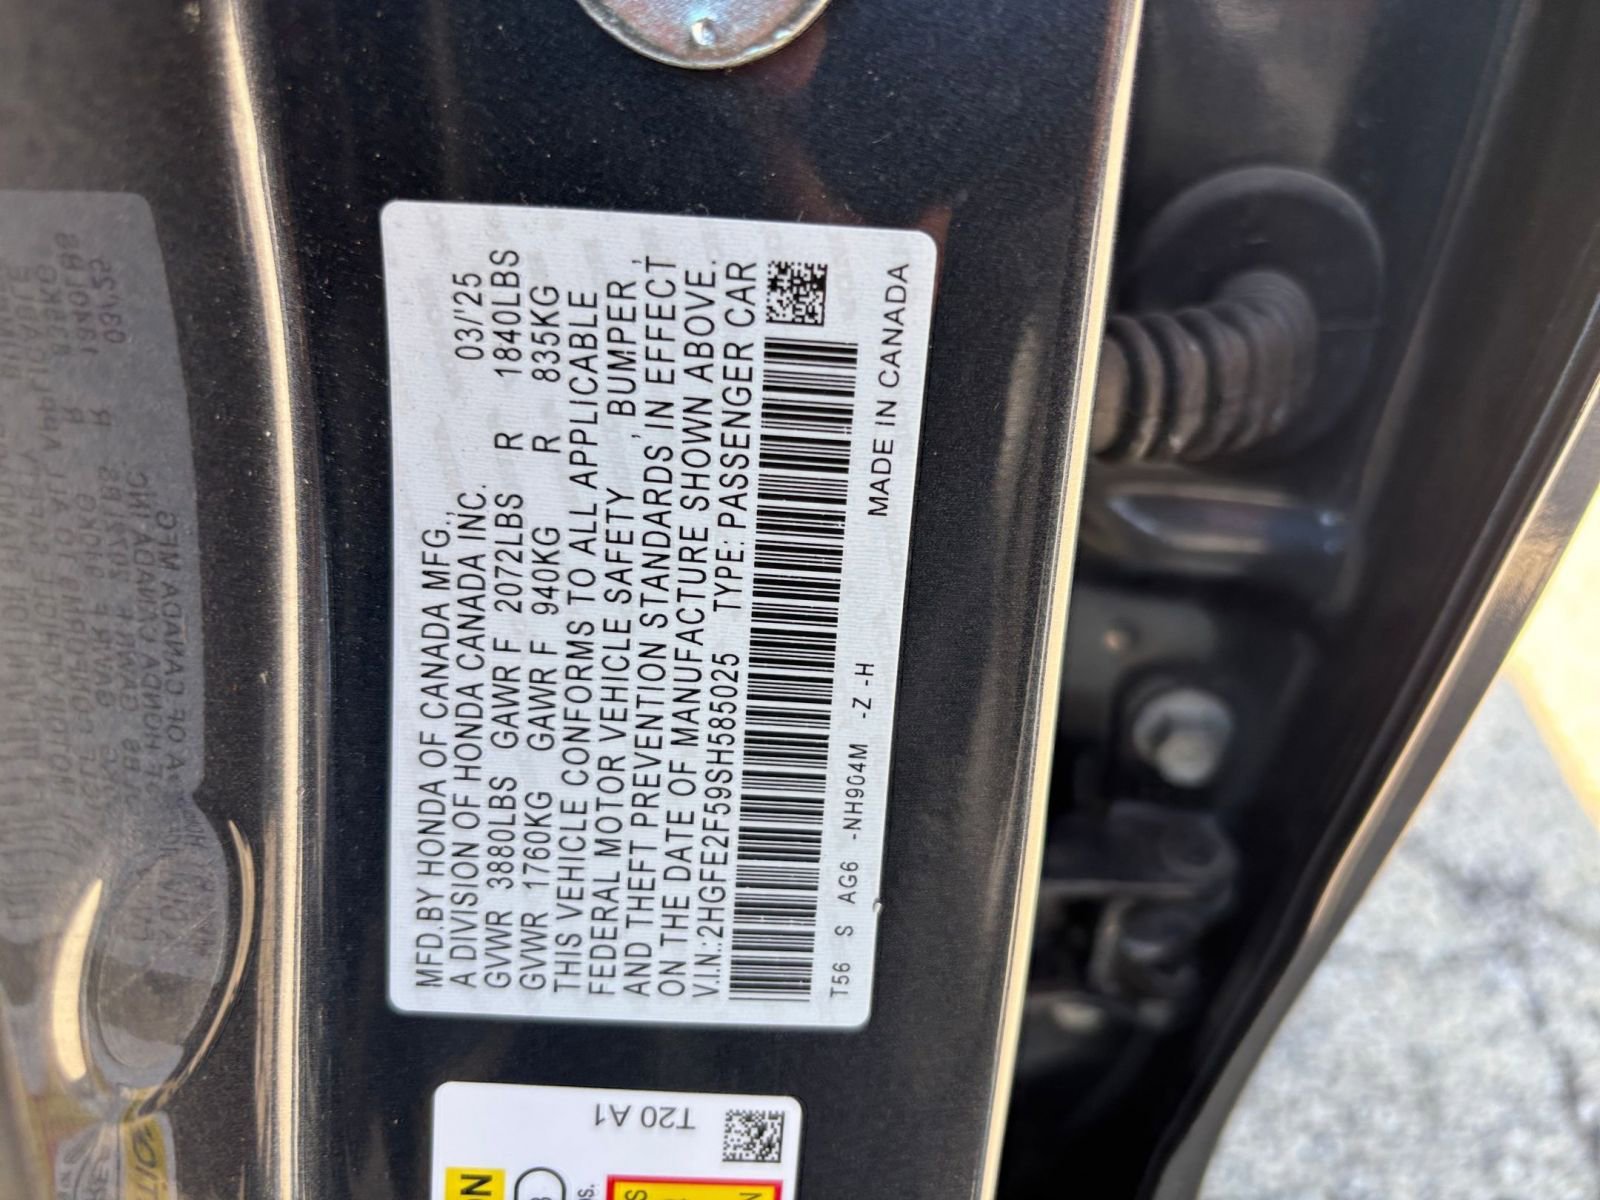 MFD.BY HONDA OF CANADA MFG.,
A DIVISION OF HONDA CANADA INC. 03/'25
GVWR 3880LBS GAWR F 2072LBS R 1840LBS
GVWR 1760KG GAWR F 940KG R 835KG
THIS VEHICLE CONFORMS TO ALL APPLICABLE
FEDERAL MOTOR VEHICLE SAFETY, BUMPER,
AND THEFT PREVENTION STANDARDS IN EFFECT
ON THE DATE OF MANUFACTURE SHOWN ABOVE.
V.I.N.:2HGFE2F59SH585025 TYPE:PASSENGER CAR
T56 S AG6 -NH904M -Z -H MADE IN CANADA
T20 A1